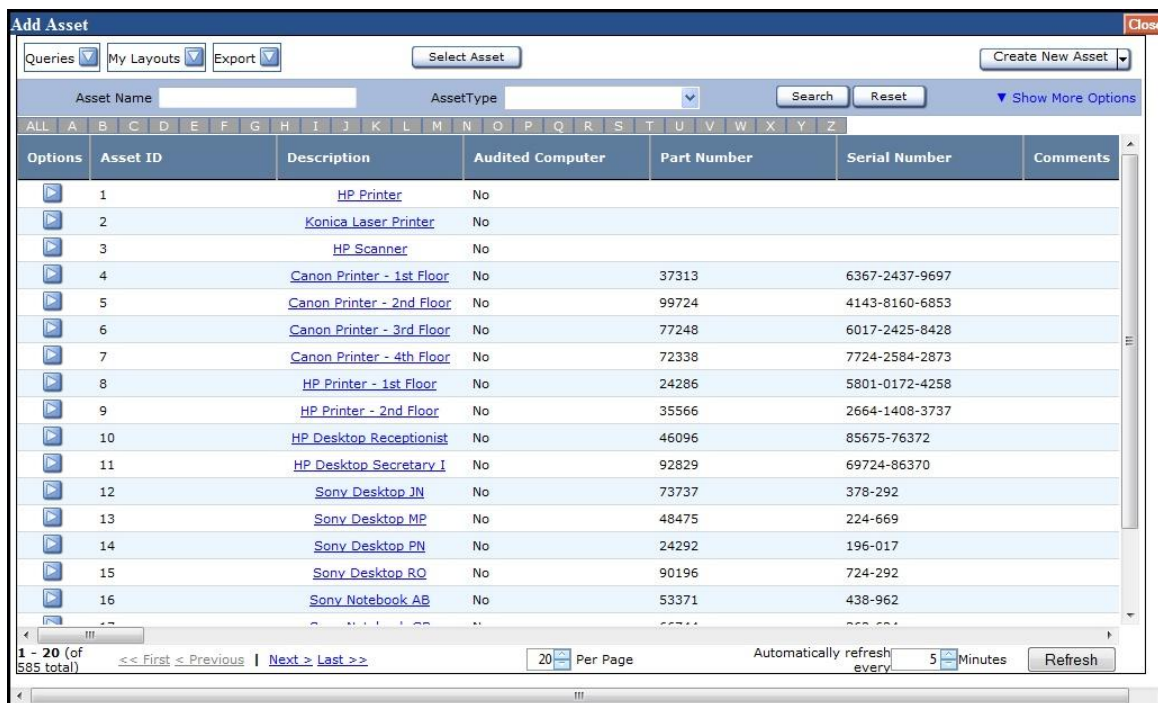 Add Asset
Close
Queries My Layouts Export Select Asset Create New Asset
Asset Name AssetType Search Reset ▼ Show More Options
ALL A B C D E F G H I J K L M N O P Q R S T U V W X Y Z
Options Asset ID Description Audited Computer Part Number Serial Number Comments
1 HP Printer No
2 Konica Laser Printer No
3 HP Scanner No
4 Canon Printer - 1st Floor No 37313 6367-2437-9697
5 Canon Printer - 2nd Floor No 99724 4143-8160-6853
6 Canon Printer - 3rd Floor No 77248 6017-2425-8428
7 Canon Printer - 4th Floor No 72338 7724-2584-2873
8 HP Printer - 1st Floor No 24286 5801-0172-4258
9 HP Printer - 2nd Floor No 35566 2664-1408-3737
10 HP Desktop Receptionist No 46096 85675-76372
11 HP Desktop Secretary I No 92829 69724-86370
12 Sony Desktop JN No 73737 378-292
13 Sony Desktop MP No 48475 224-669
14 Sony Desktop PN No 24292 196-017
15 Sony Desktop RO No 90196 724-292
16 Sony Notebook AB No 53371 438-962
1 - 20 (of 585 total) << First < Previous | Next > Last >> 20 Per Page Automatically refresh every 5 Minutes Refresh